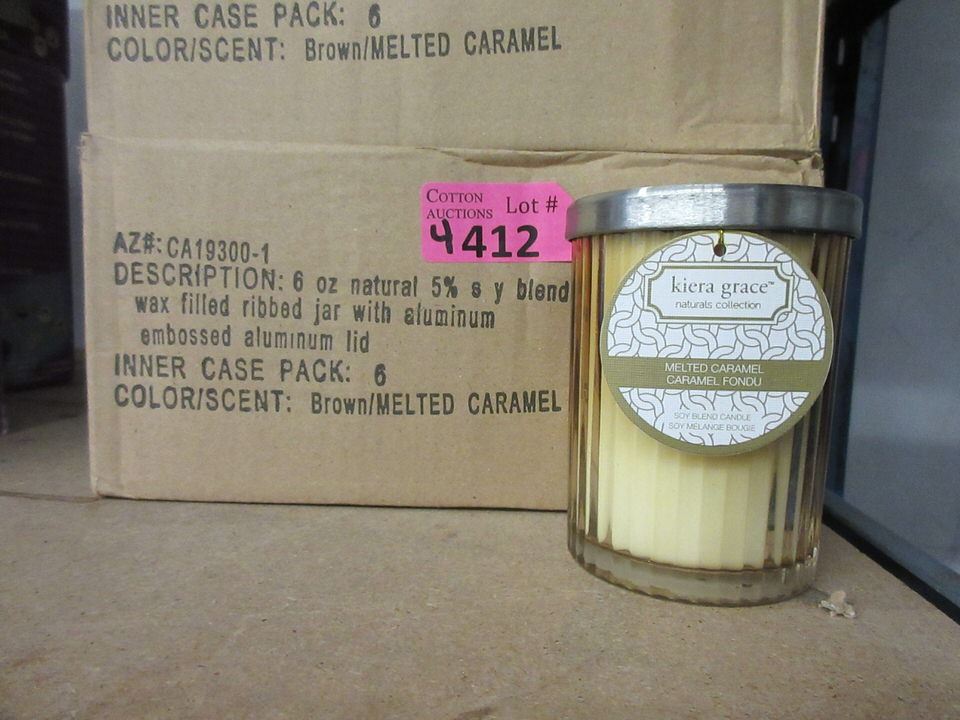 INNER CASE PACK: 6
COLOR/SCENT: Brown/MELTED CARAMEL
COTTON
AUCTIONS
Lot #
4412
AZ#: CA19300-1
DESCRIPTION: 6 oz natural 5% s y blend
wax filled ribbed jar with aluminum
embossed aluminum lid
INNER CASE PACK: 6
COLOR/SCENT: Brown/MELTED CARAMEL
kiera grace™
naturals collection
MELTED CARAMEL
CARAMEL FONDU
SOY BLEND CANDLE
SOY MÉLANGE BOUGIE